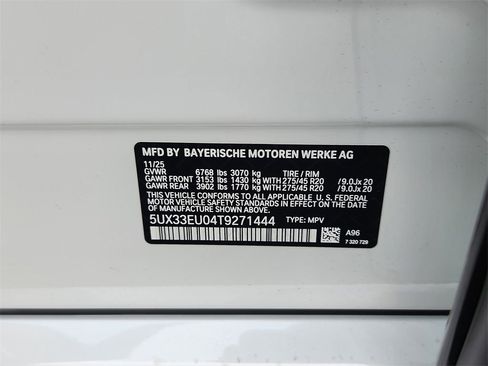 MFD BY BAYERISCHE MOTOREN WERKE AG
11/25
GVWR 6768 lbs 3070 kg TIRE / RIM
GAWR FRONT 3153 lbs 1430 kg WITH 275/45 R20 /9.0Jx 20
GAWR REAR 3902 lbs 1770 kg WITH 275/45 R20 /9.0Jx 20
THIS VEHICLE CONFORMS TO ALL APPLICABLE U. S. FEDERAL
MOTOR VEHICLE SAFETY STANDARDS IN EFFECT
ON THE DATE OF MANUFACTURE SHOWN ABOVE.
5UX33EU04T9271444 TYPE: MPV
A96
7 320 729